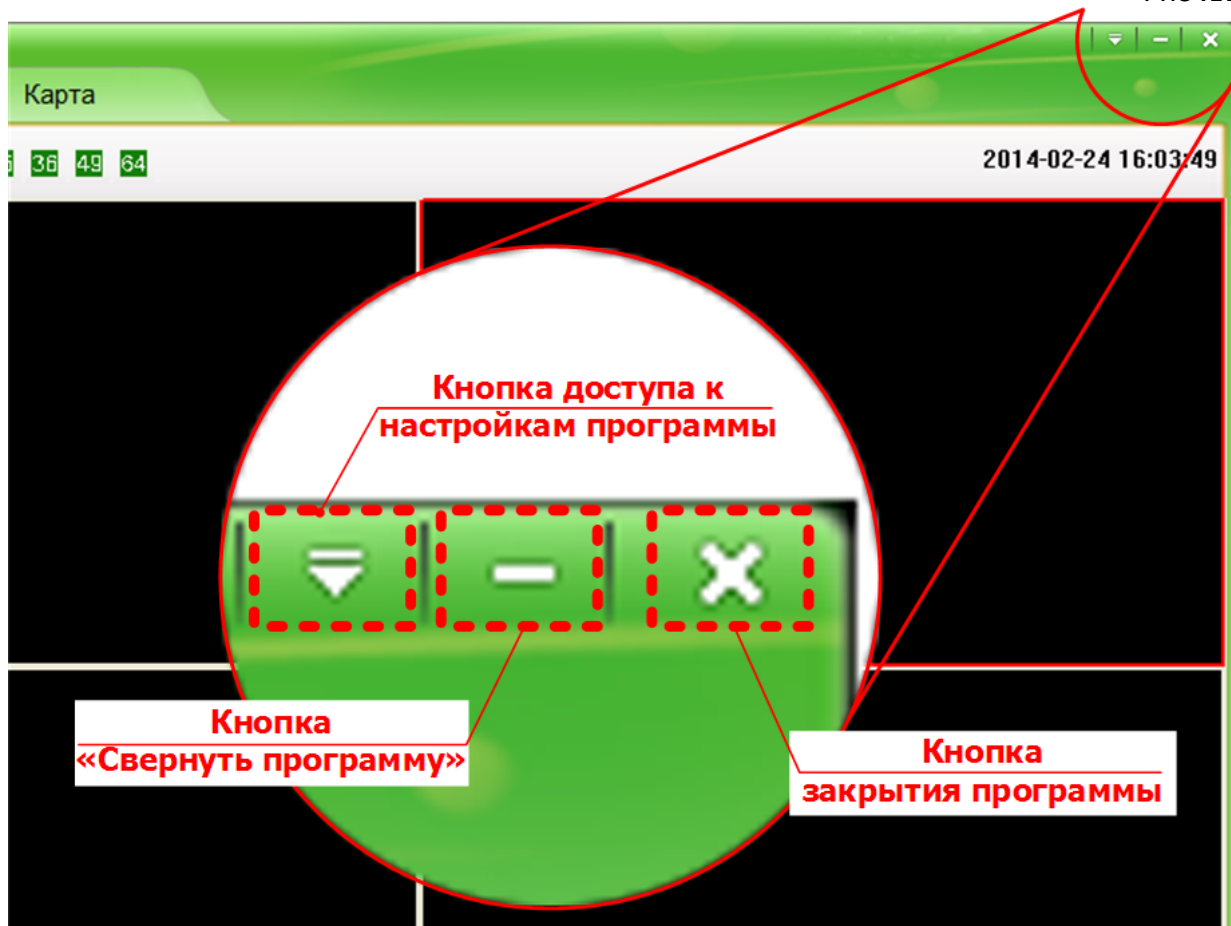 Карта
36 49 64
2014-02-24 16:03:49
Кнопка доступа к
настройкам программы
Кнопка
«Свернуть программу»
Кнопка
закрытия программы